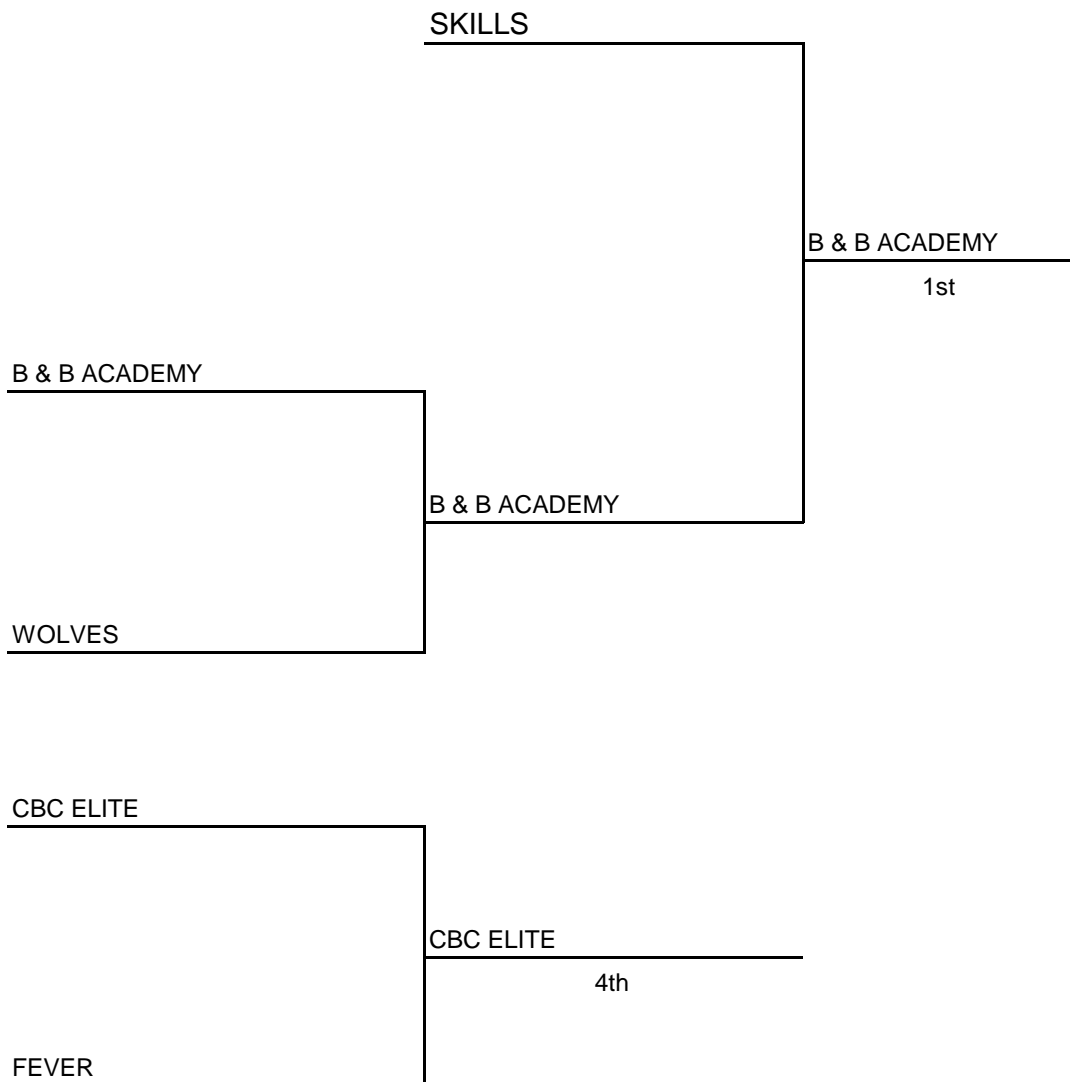 SKILLS
B & B ACADEMY
1st
B & B ACADEMY
B & B ACADEMY
WOLVES
CBC ELITE
CBC ELITE
4th
FEVER